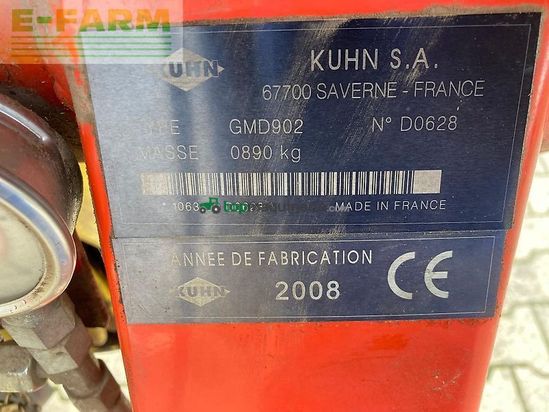 E-FARM
KUHN
KUHN S.A.
67700 SAVERNE - FRANCE
TYPE GMD902 N° D0628
MASSE 0890 kg
MADE IN FRANCE
ANNEE DE FABRICATION
KUHN 2008 CE